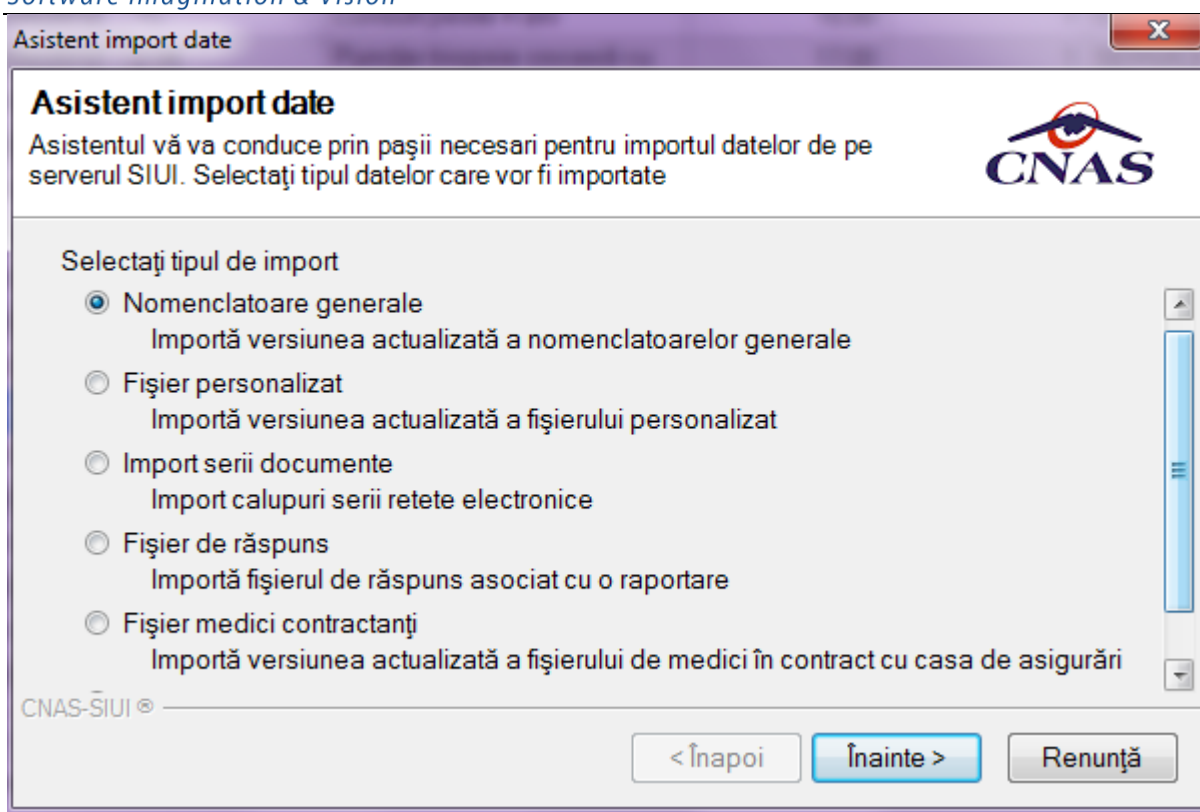 Software Imagination & Vision
Asistent import date
Asistent import date
Asistentul vă va conduce prin paşii necesari pentru importul datelor de pe
serverul SIUI. Selectaţi tipul datelor care vor fi importate
CNAS
Selectaţi tipul de import
Nomenclatoare generale
Importă versiunea actualizată a nomenclatoarelor generale
Fişier personalizat
Importă versiunea actualizată a fişierului personalizat
Import serii documente
Import calupuri serii retete electronice
Fişier de răspuns
Importă fişierul de răspuns asociat cu o raportare
Fişier medici contractanţi
Importă versiunea actualizată a fişierului de medici în contract cu casa de asigurări
CNAS-SIUI ®
< Înapoi
Înainte >
Renunţă